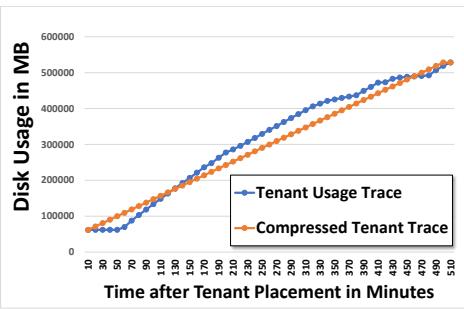 600000
500000
400000
300000
200000
100000
0
Disk Usage in MB
Tenant Usage Trace
Compressed Tenant Trace
10 30 50 70 90 110 130 150 170 190 210 230 250 270 290 310 330 350 370 390 410 430 450 470 490 510
Time after Tenant Placement in Minutes